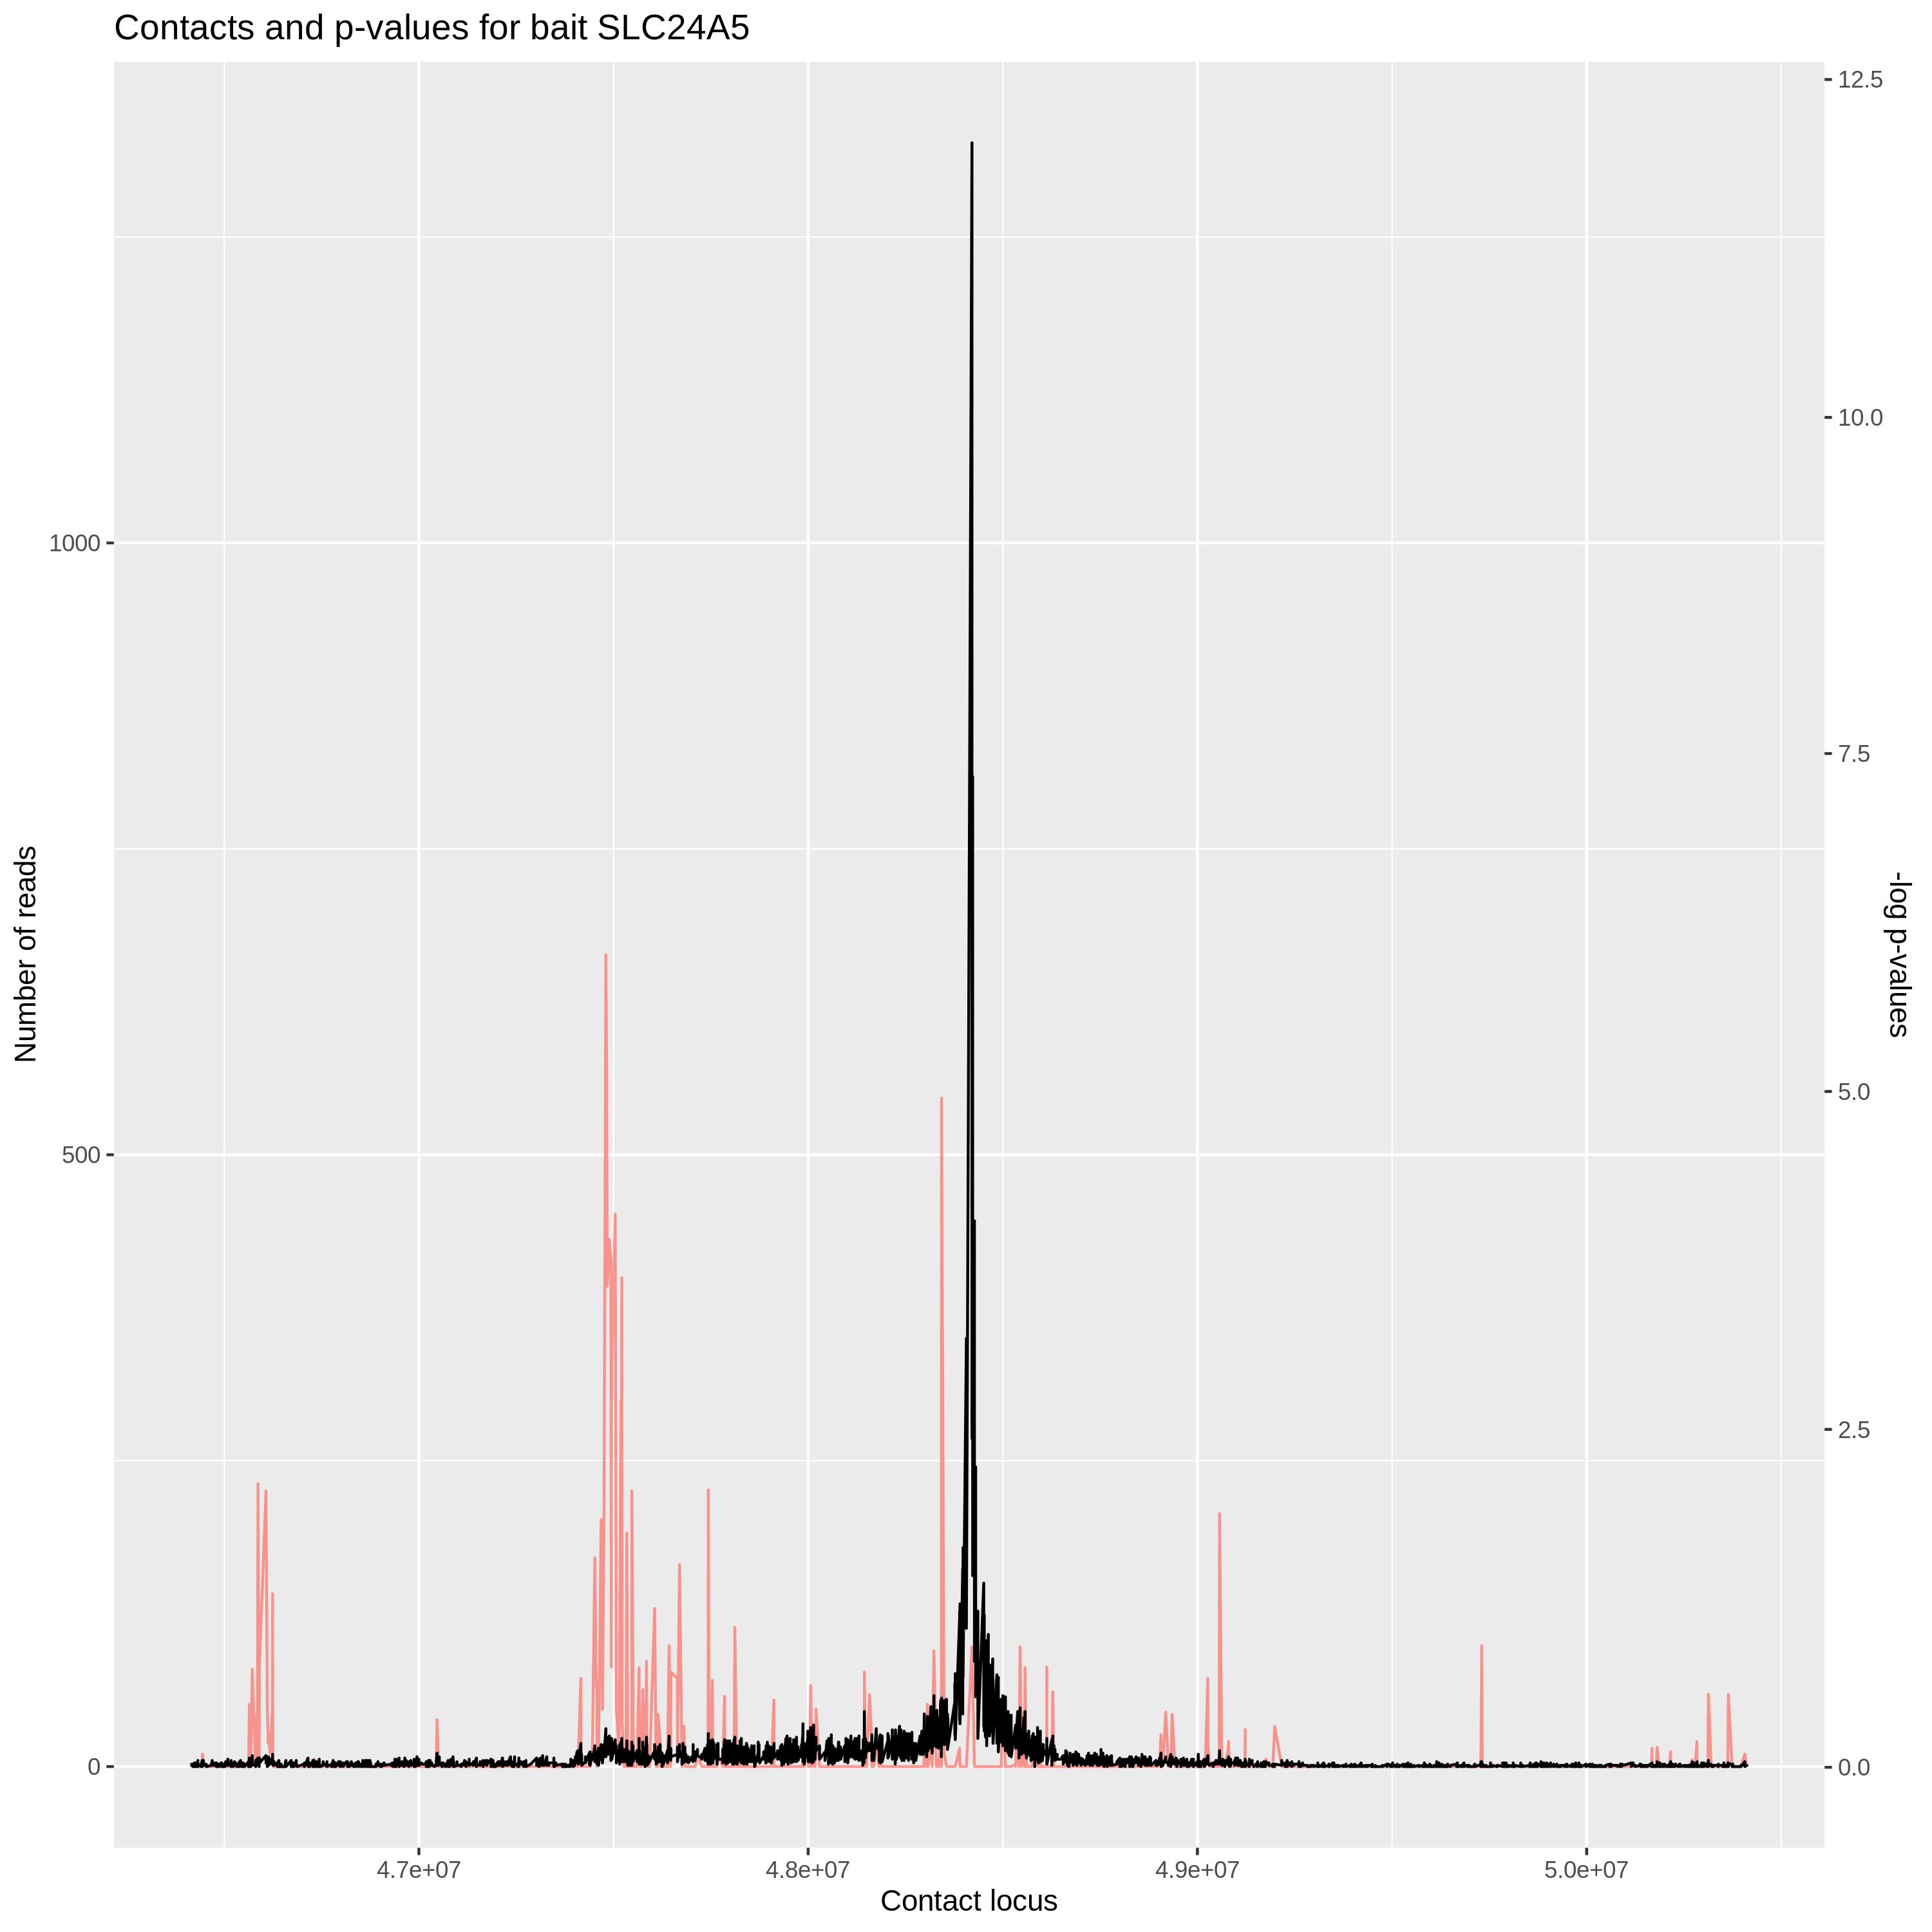 Contacts and p-values for bait SLC24A5
Number of reads
1000
500
0
12.5
10.0
7.5
5.0
2.5
0.0
-log p-values
4.7e+07
4.8e+07
4.9e+07
5.0e+07
Contact locus